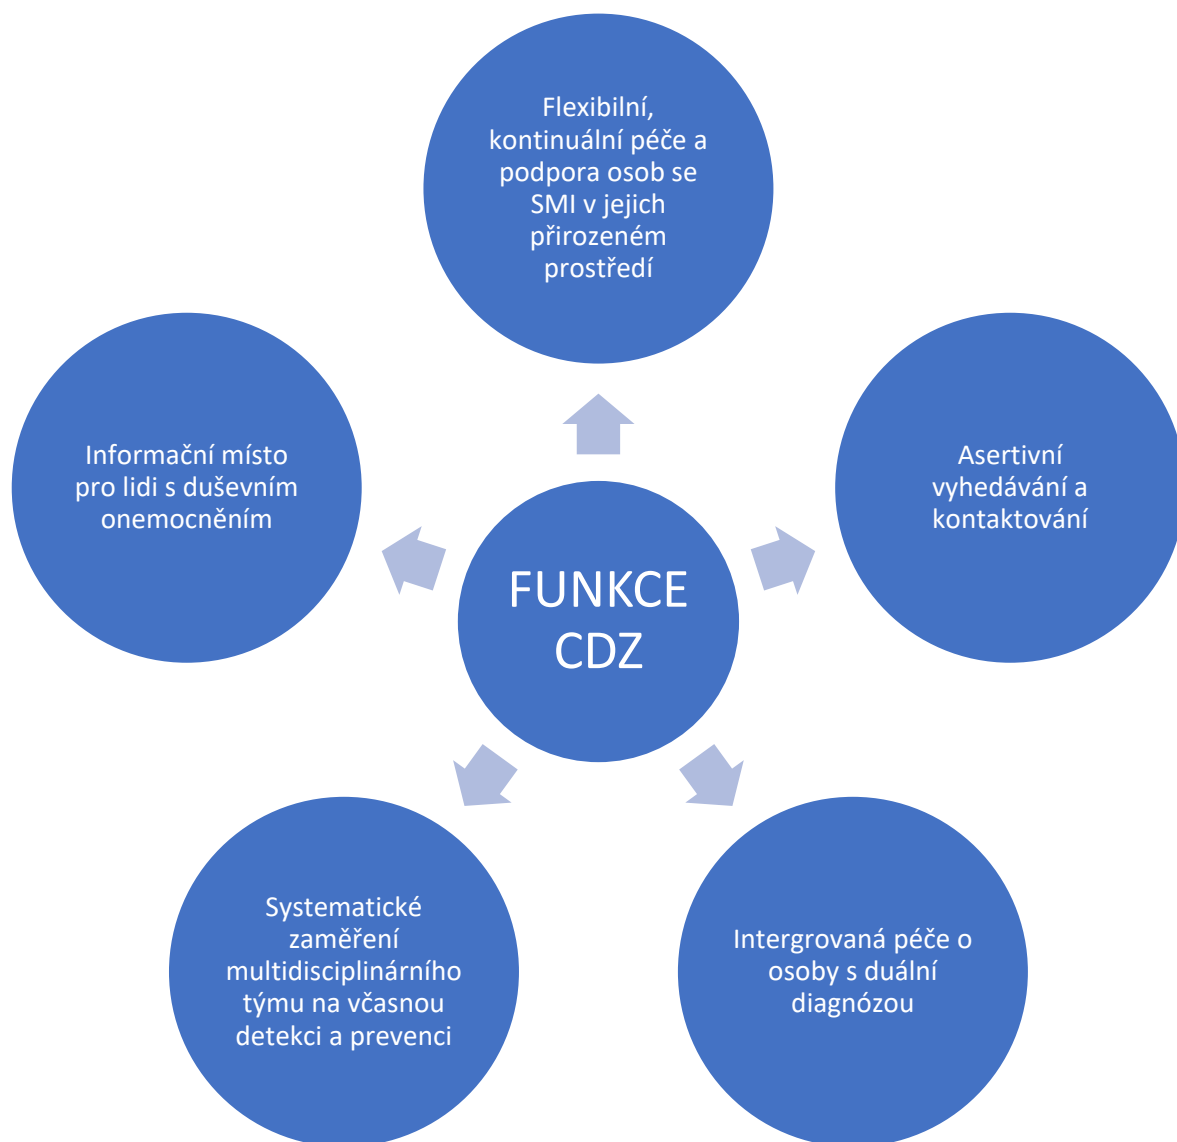 Flexibilní,
kontinuální péče a
podpora osob se
SMI v jejich
přirozeném
prostředí
Informační místo
pro lidi s duševním
onemocněním
Asertivní
vyhedávání a
kontaktování
FUNKCE
CDZ
Systematické
zaměření
multidisciplinárního
týmu na včasnou
detekci a prevenci
Intergrovaná péče o
osoby s duální
diagnózou